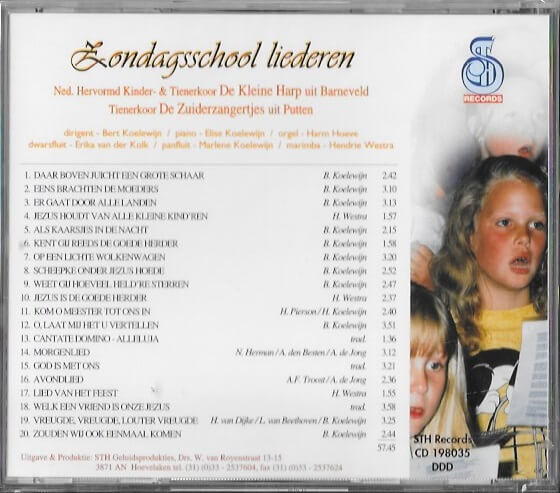 Zondagsschool liederen
STH
RECORDS
Ned. Hervormd Kinder- & Tienerkoor De Kleine Harp uit Barneveld
Tienerkoor De Zuiderzangertjes uit Putten
dirigent - Bert Koelewijn / piano - Elise Koelewijn / orgel - Harm Hoeve
dwarsfluit - Erika van der Kolk / panfluit - Marlene Koelewijn / marimba - Hendrie Westra
1. DAAR BOVEN JUICHT EEN GROTE SCHAAR B. Koelewijn 2.42
2. EENS BRACHTEN DE MOEDERS B. Koelewijn 3.10
3. ER GAAT DOOR ALLE LANDEN B. Koelewijn 3.13
4. JEZUS HOUDT VAN ALLE KLEINE KIND'REN H. Westra 1.57
5. ALS KAARSJES IN DE NACHT B. Koelewijn 2.15
6. KENT GIJ REEDS DE GOEDE HERDER B. Koelewijn 1.58
7. OP EEN LICHTE WOLKENWAGEN B. Koelewijn 3.20
8. SCHEEPKE ONDER JEZUS HOEDE B. Koelewijn 2.52
9. WEET GIJ HOEVEEL HELD'RE STERREN B. Koelewijn 2.47
10. JEZUS IS DE GOEDE HERDER H. Westra 2.37
11. KOM O MEESTER TOT ONS IN H. Pierson / H. Koelewijn 2.40
12. O, LAAT MIJ HET U VERTELLEN B. Koelewijn 3.51
13. CANTATE DOMINO - ALLELUJA trad. 1.36
14. MORGENLIED N. Herman / A. den Besten / A. de Jong 3.12
15. GOD IS MET ONS trad. 3.21
16. AVONDLIED A.F. Troost / A. de Jong 2.36
17. LIED VAN HET FEEST H. Westra 1.55
18. WELK EEN VRIEND IS ONZE JEZUS trad. 3.58
19. VREUGDE, VREUGDE, LOUTER VREUGDE H. van Dijke / L. van Beethoven / B. Koelewijn 3.25
20. ZOUDEN WIJ OOK EENMAAL KOMEN B. Koelewijn 2.44
57.45
Uitgave & Produktie: STH Geluidsprodukties, Drs. W. van Royenstraat 13-15
3871 AN Hoevelaken tel. (31) (0)33 - 2537604, fax (31) (0)33 - 2537624
STH Records
CD 198035
DDD